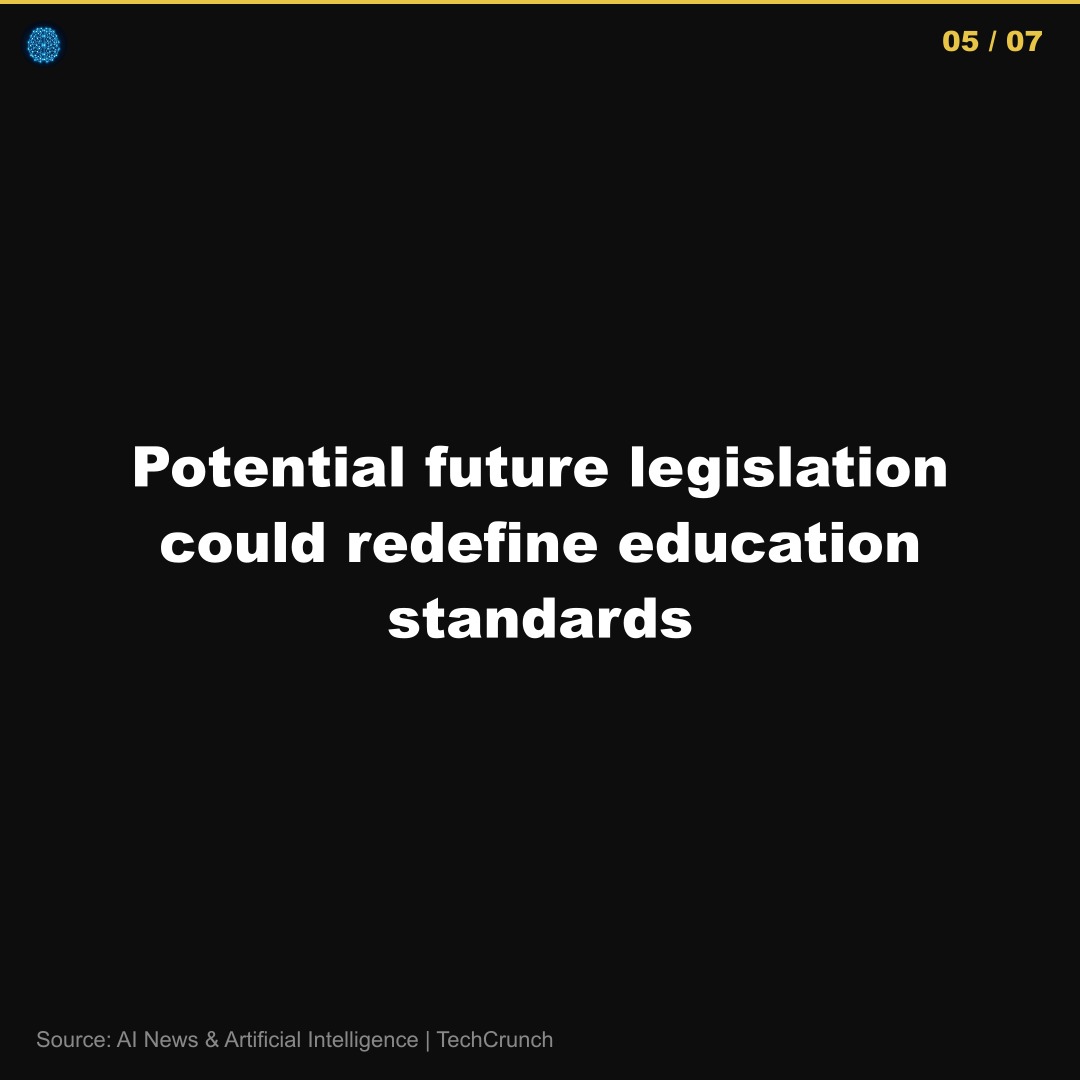 05 / 07
Potential future legislation
could redefine education
standards
Source: AI News & Artificial Intelligence | TechCrunch